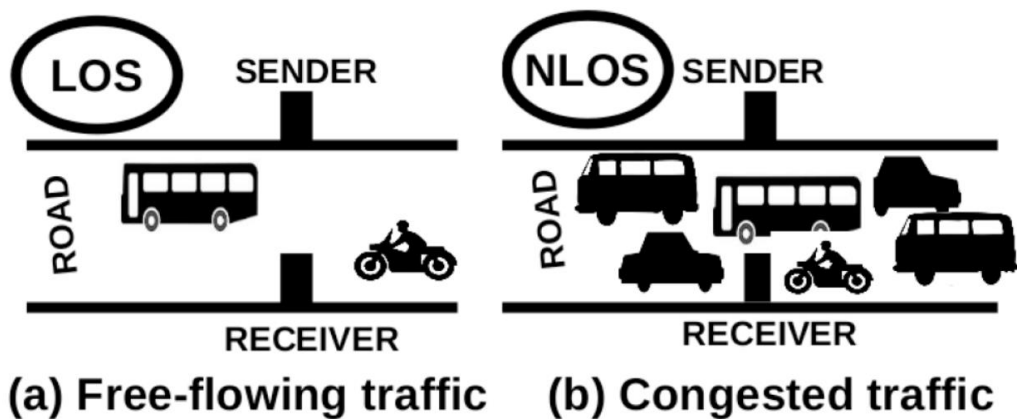 LOS
SENDER
ROAD
RECEIVER
(a) Free-flowing traffic
NLOS
SENDER
ROAD
RECEIVER
(b) Congested traffic